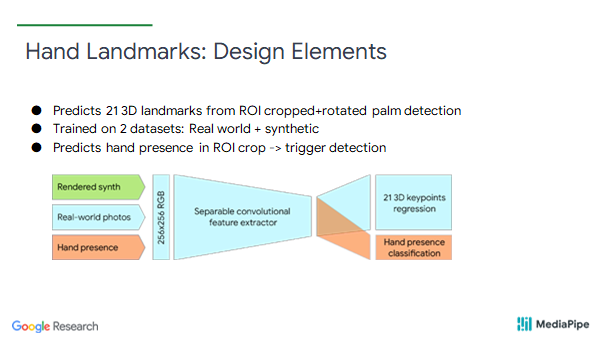 Hand Landmarks: Design Elements
● Predicts 21 3D landmarks from ROI cropped+rotated palm detection
● Trained on 2 datasets: Real world + synthetic
● Predicts hand presence in ROI crop -> trigger detection
Rendered synth
Real-world photos
Hand presence
256x256 RGB
Separable convolutional
feature extractor
21 3D keypoints
regression
Hand presence
classification
Google Research
MediaPipe